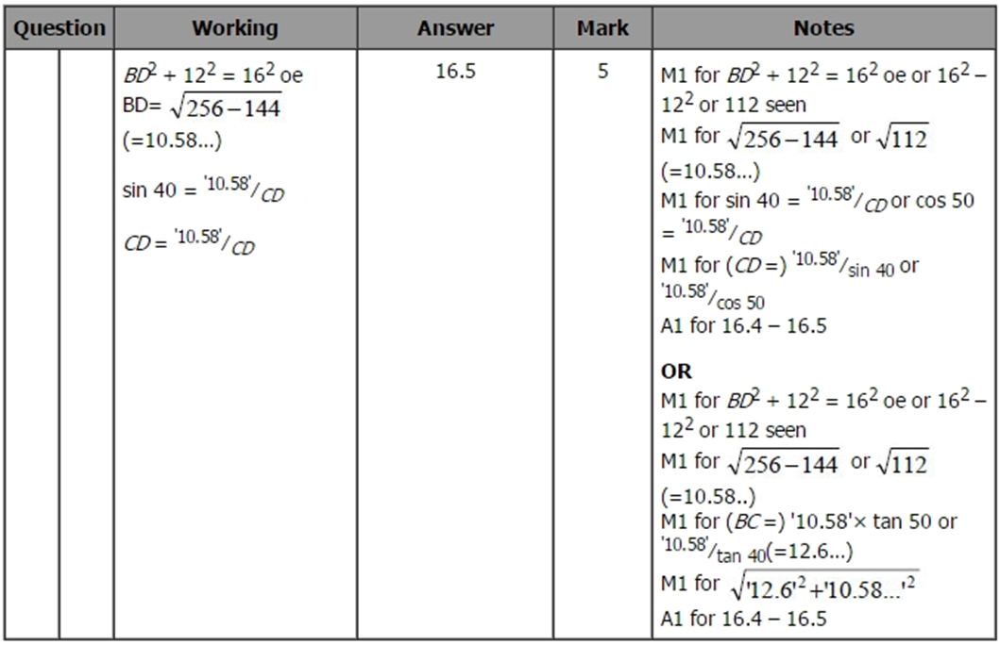 Question Working Answer Mark Notes
BD² + 12² = 16² oe
BD= √256 – 144
(=10.58...)
sin 40 = '10.58'/CD
CD = '10.58'/CD
16.5
5
M1 for BD² + 12² = 16² oe or 16² –
12² or 112 seen
M1 for √256 – 144 or √112
(=10.58...)
M1 for sin 40 = '10.58'/CD or cos 50
= '10.58'/CD
M1 for (CD =) '10.58'/sin 40 or
'10.58'/cos 50
A1 for 16.4 – 16.5
OR
M1 for BD² + 12² = 16² oe or 16² –
12² or 112 seen
M1 for √256 – 144 or √112
(=10.58..)
M1 for (BC =) '10.58'× tan 50 or
'10.58'/tan 40(=12.6...)
M1 for √'12.6'² +'10.58...'²
A1 for 16.4 – 16.5